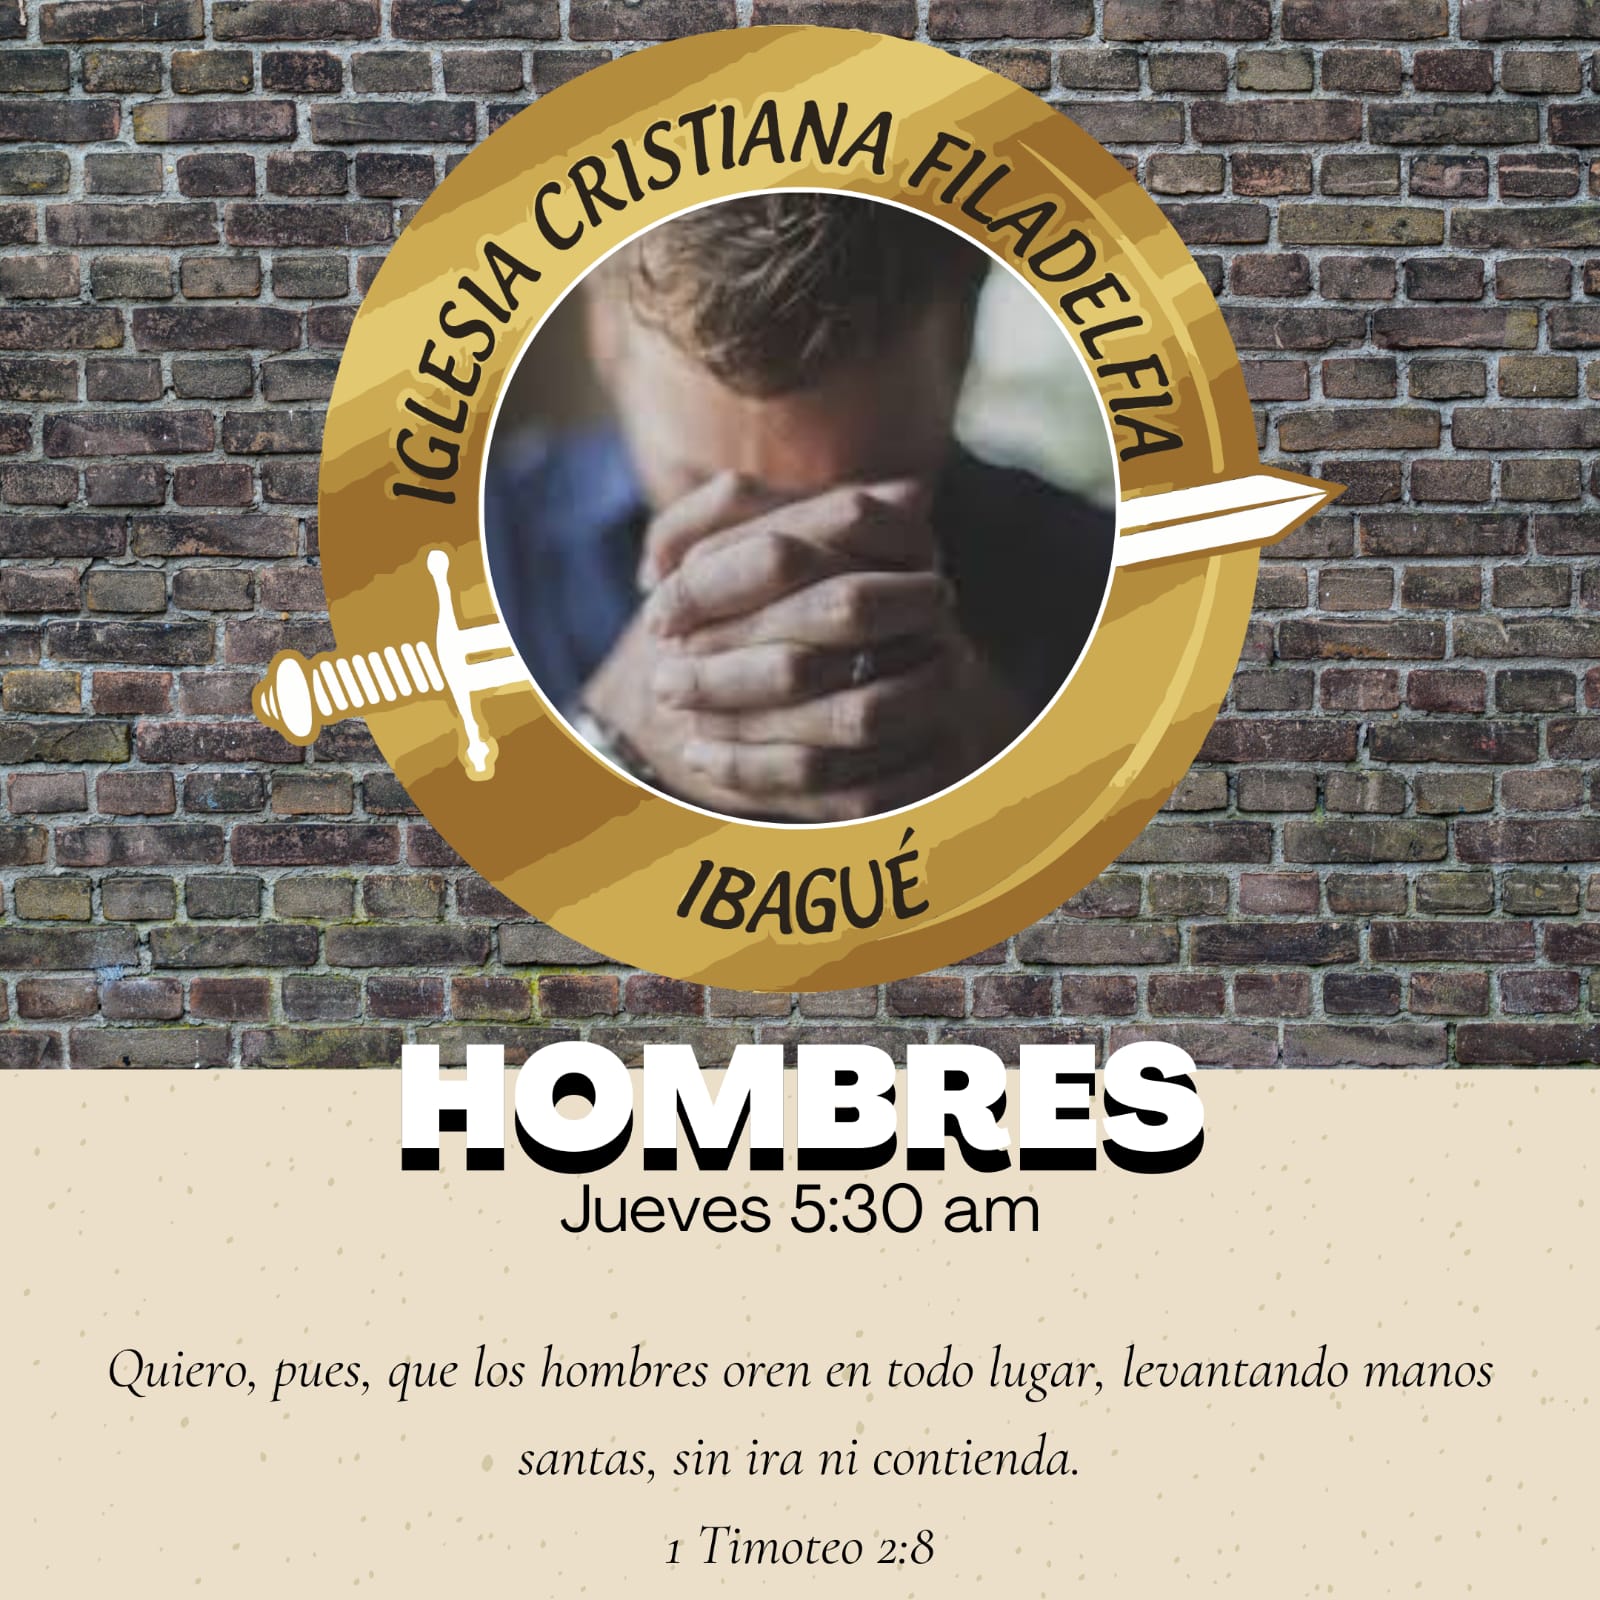 IGLESIA CRISTIANA FILADELFIA
IBAGUÉ
HOMBRES
Jueves 5:30 am
Quiero, pues, que los hombres oren en todo lugar, levantando manos
santas, sin ira ni contienda.
1 Timoteo 2:8